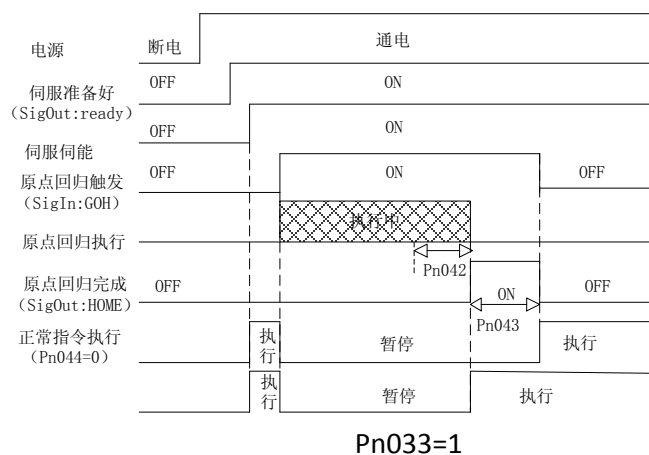 电源 断电 通电
伺服准备好 OFF ON
（SigOut:ready）
OFF ON
伺服伺能
原点回归触发 OFF ON OFF
（SigIn:GOH）
执行中
原点回归执行
Pn042
原点回归完成 OFF ON OFF
（SigOut:HOME）
Pn043
正常指令执行 执行 暂停 执行
（Pn044=0）
执行 暂停 执行
Pn033=1